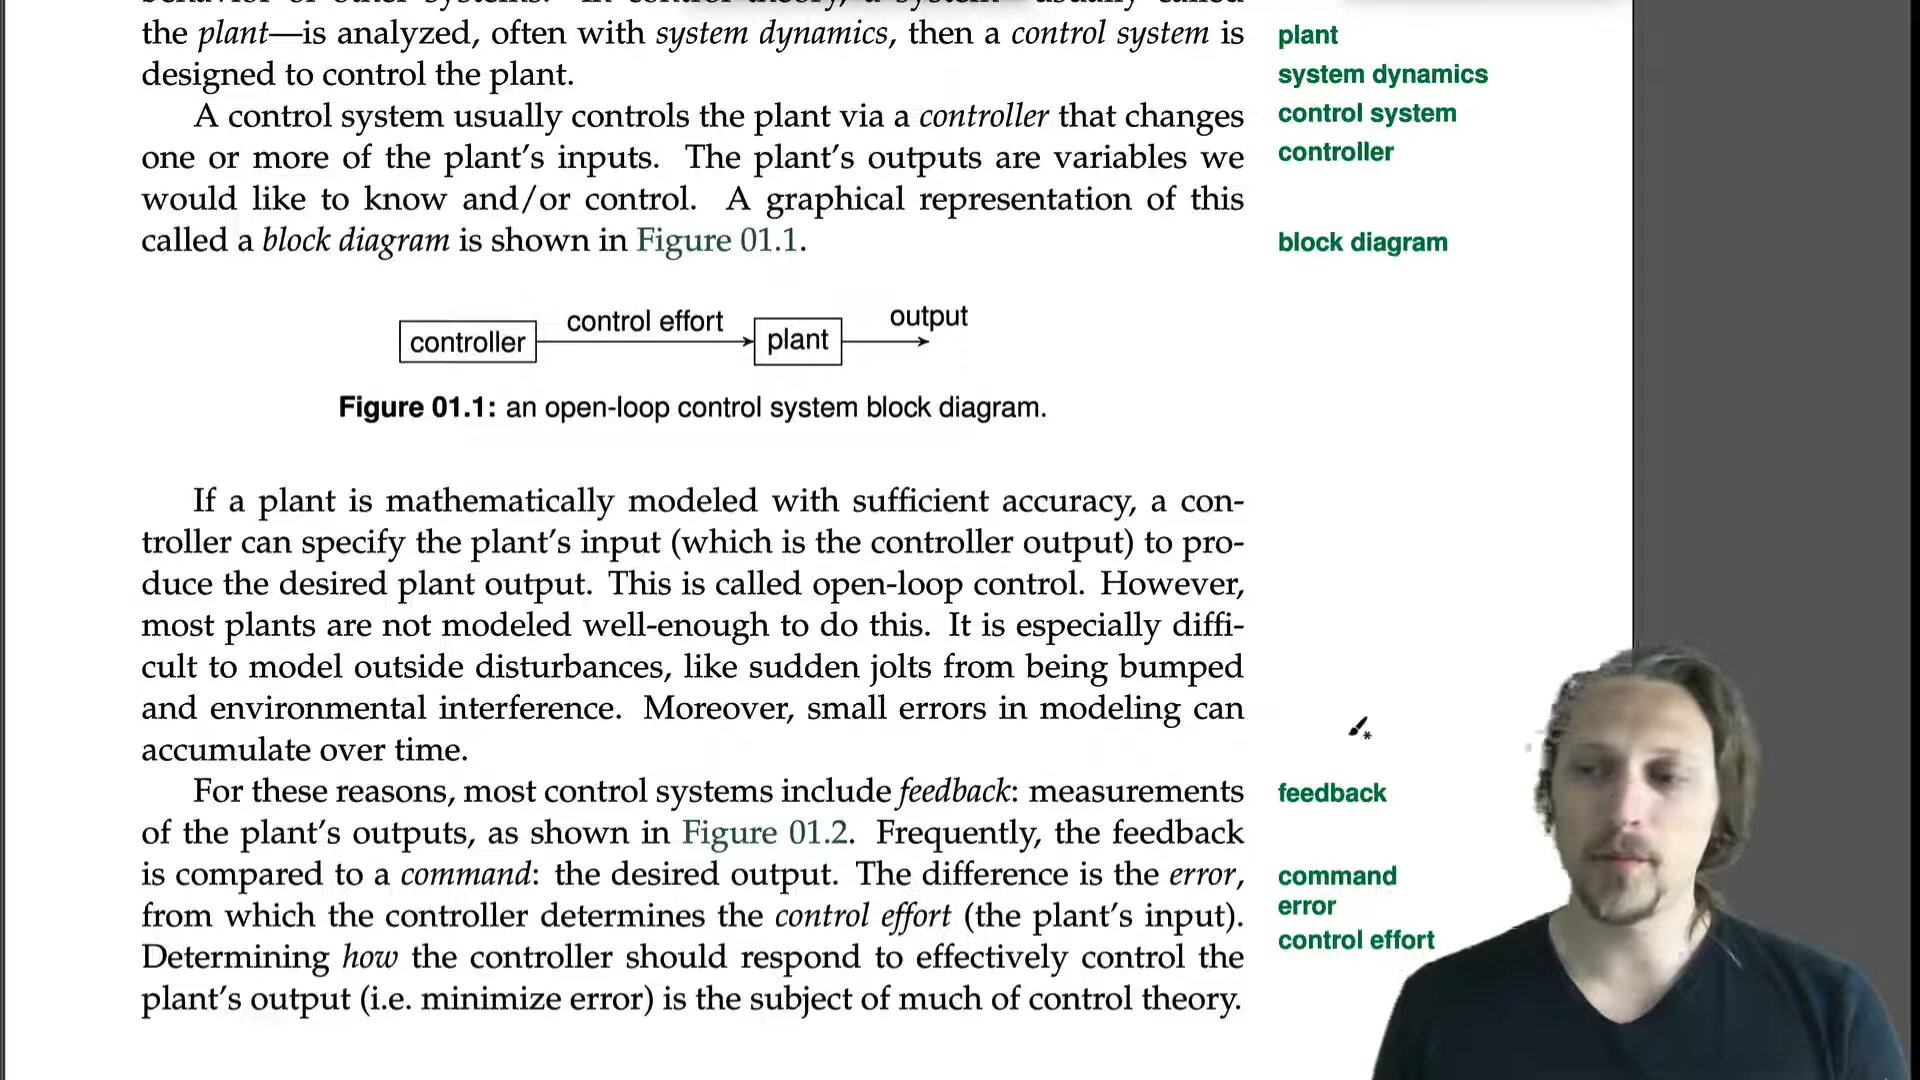 the plant—is analyzed, often with system dynamics, then a control system is
plant
designed to control the plant.
system dynamics
A control system usually controls the plant via a controller that changes
control system
one or more of the plant's inputs. The plant's outputs are variables we
controller
would like to know and/or control. A graphical representation of this
called a block diagram is shown in Figure 01.1.
block diagram
controller
control effort
plant
output
Figure 01.1: an open-loop control system block diagram.
If a plant is mathematically modeled with sufficient accuracy, a con-
troller can specify the plant's input (which is the controller output) to pro-
duce the desired plant output. This is called open-loop control. However,
most plants are not modeled well-enough to do this. It is especially diffi-
cult to model outside disturbances, like sudden jolts from being bumped
and environmental interference. Moreover, small errors in modeling can
accumulate over time.
For these reasons, most control systems include feedback: measurements
feedback
of the plant's outputs, as shown in Figure 01.2. Frequently, the feedback
is compared to a command: the desired output. The difference is the error,
command
from which the controller determines the control effort (the plant's input).
error
Determining how the controller should respond to effectively control the
control effort
plant's output (i.e. minimize error) is the subject of much of control theory.